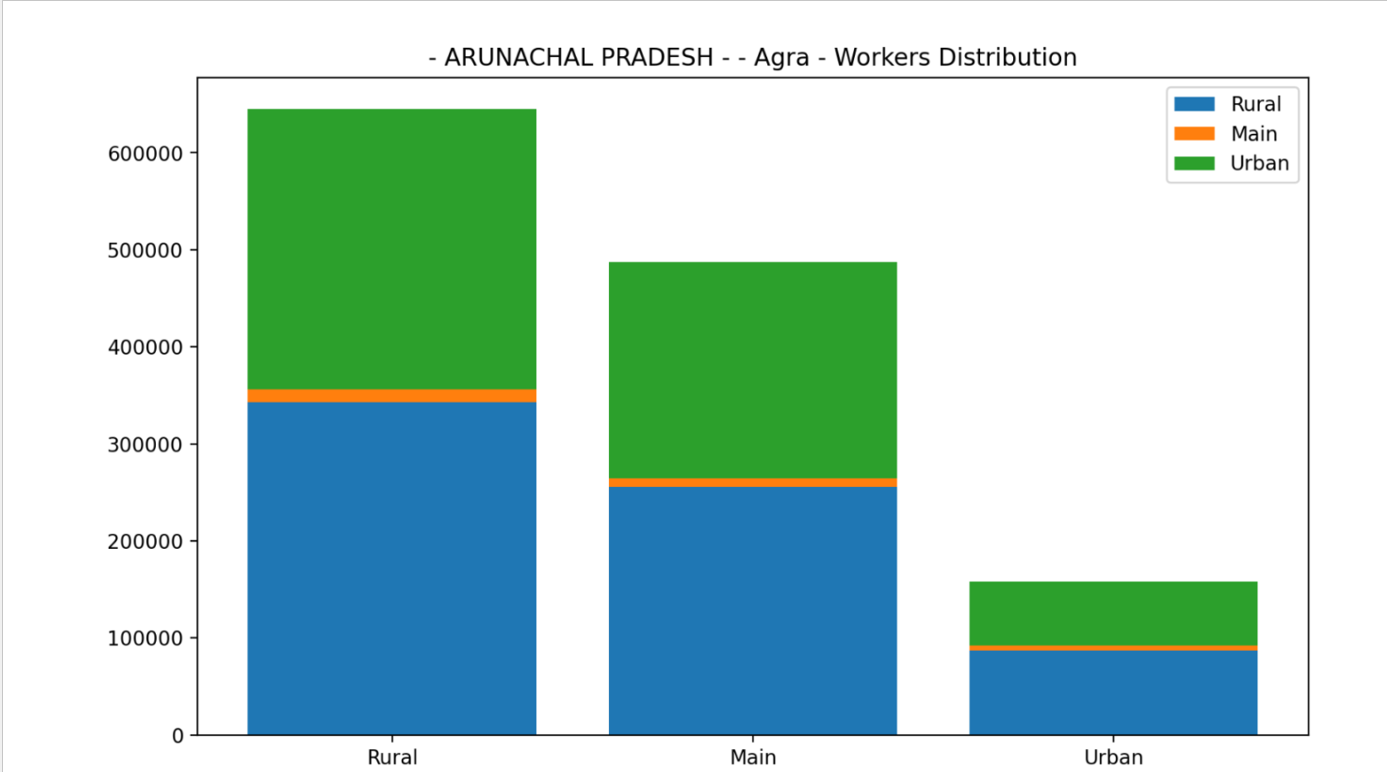 - ARUNACHAL PRADESH - - Agra - Workers Distribution
Rural
Main
Urban
600000
500000
400000
300000
200000
100000
0
Rural Main Urban